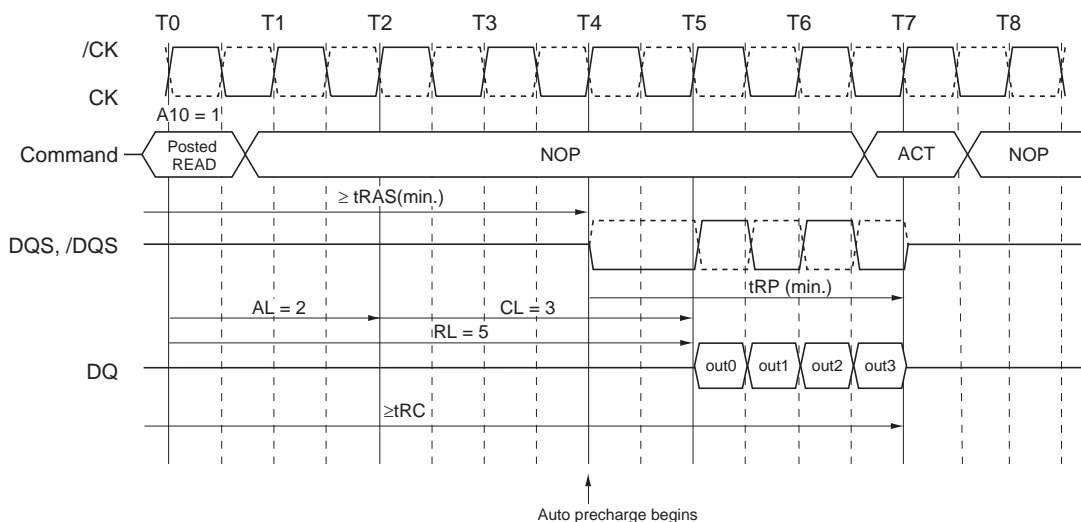 T0 T1 T2 T3 T4 T5 T6 T7 T8
/CK
CK
A10 = 1
Command
Posted
READ
NOP
ACT
NOP
≥ tRAS(min.)
DQS, /DQS
tRP (min.)
AL = 2
CL = 3
RL = 5
DQ
out0 out1 out2 out3
≥tRC
Auto precharge begins